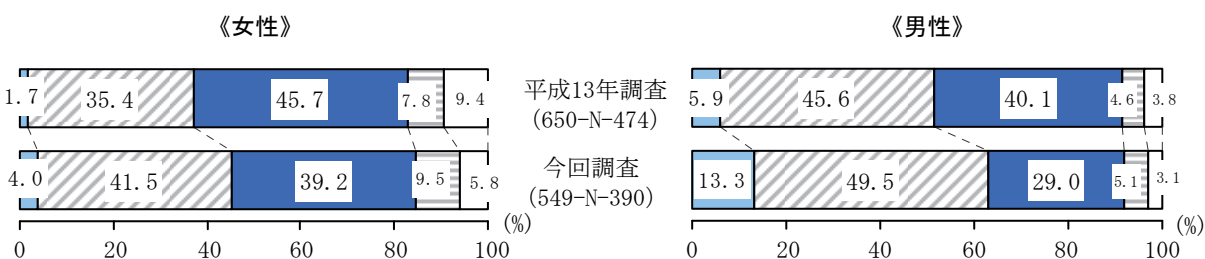 《女性》
《男性》
1.7 35.4 45.7 7.8 9.4
平成13年調査
(650-N-474)
5.9 45.6 40.1 4.6 3.8
4.0 41.5 39.2 9.5 5.8
今回調査
(549-N-390)
13.3 49.5 29.0 5.1 3.1
0 20 40 60 80 100 (%)
0 20 40 60 80 100 (%)